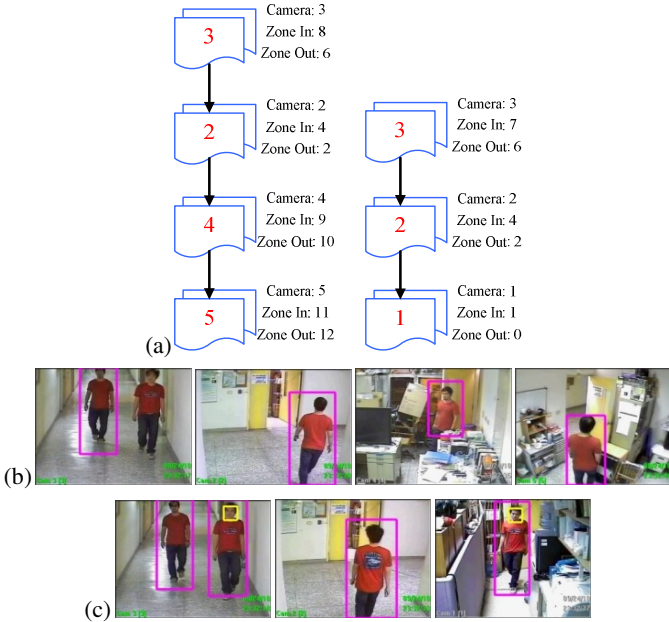 3
Camera: 3
Zone In: 8
Zone Out: 6
2
Camera: 2
Zone In: 4
Zone Out: 2
4
Camera: 4
Zone In: 9
Zone Out: 10
5
Camera: 5
Zone In: 11
Zone Out: 12
3
Camera: 3
Zone In: 7
Zone Out: 6
2
Camera: 2
Zone In: 4
Zone Out: 2
1
Camera: 1
Zone In: 1
Zone Out: 0
(a)
(b)
(c)